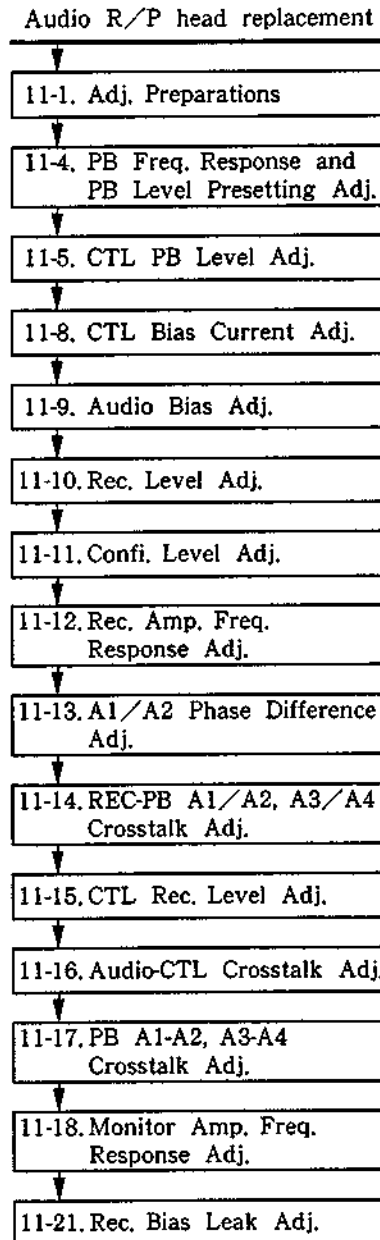 Audio R/P head replacement
11-1. Adj. Preparations
11-4. PB Freq. Response and
PB Level Presetting Adj.
11-5. CTL PB Level Adj.
11-8. CTL Bias Current Adj.
11-9. Audio Bias Adj.
11-10. Rec. Level Adj.
11-11. Confi. Level Adj.
11-12. Rec. Amp. Freq.
Response Adj.
11-13. A1/A2 Phase Difference
Adj.
11-14. REC-PB A1/A2, A3/A4
Crosstalk Adj.
11-15. CTL Rec. Level Adj.
11-16. Audio-CTL Crosstalk Adj.
11-17. PB A1-A2, A3-A4
Crosstalk Adj.
11-18. Monitor Amp. Freq.
Response Adj.
11-21. Rec. Bias Leak Adj.